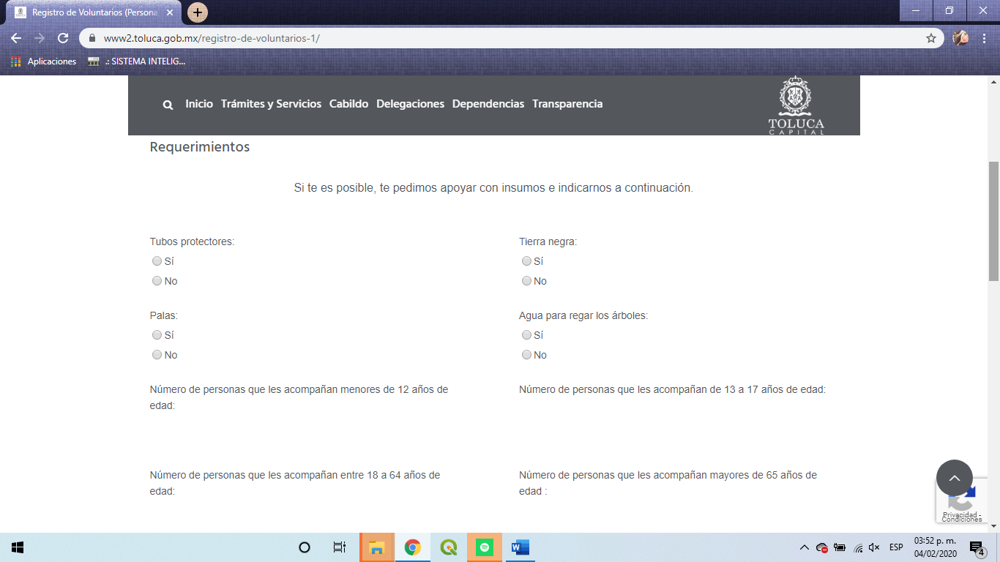 Registro de Voluntarios (Persona
www2.toluca.gob.mx/registro-de-voluntarios-1/
Aplicaciones
.: SISTEMA INTELIG...
Inicio Trámites y Servicios Cabildo Delegaciones Dependencias Transparencia
TOLUCA
CAPITAL
Requerimientos
Si te es posible, te pedimos apoyar con insumos e indicarnos a continuación.
Tubos protectores:
Sí
No
Tierra negra:
Sí
No
Palas:
Sí
No
Agua para regar los árboles:
Sí
No
Número de personas que les acompañan menores de 12 años de
edad:
Número de personas que les acompañan de 13 a 17 años de edad:
Número de personas que les acompañan entre 18 a 64 años de
edad:
Número de personas que les acompañan mayores de 65 años de
edad :
Privacidad -
Condiciones
ESP
03:52 p. m.
04/02/2020
4